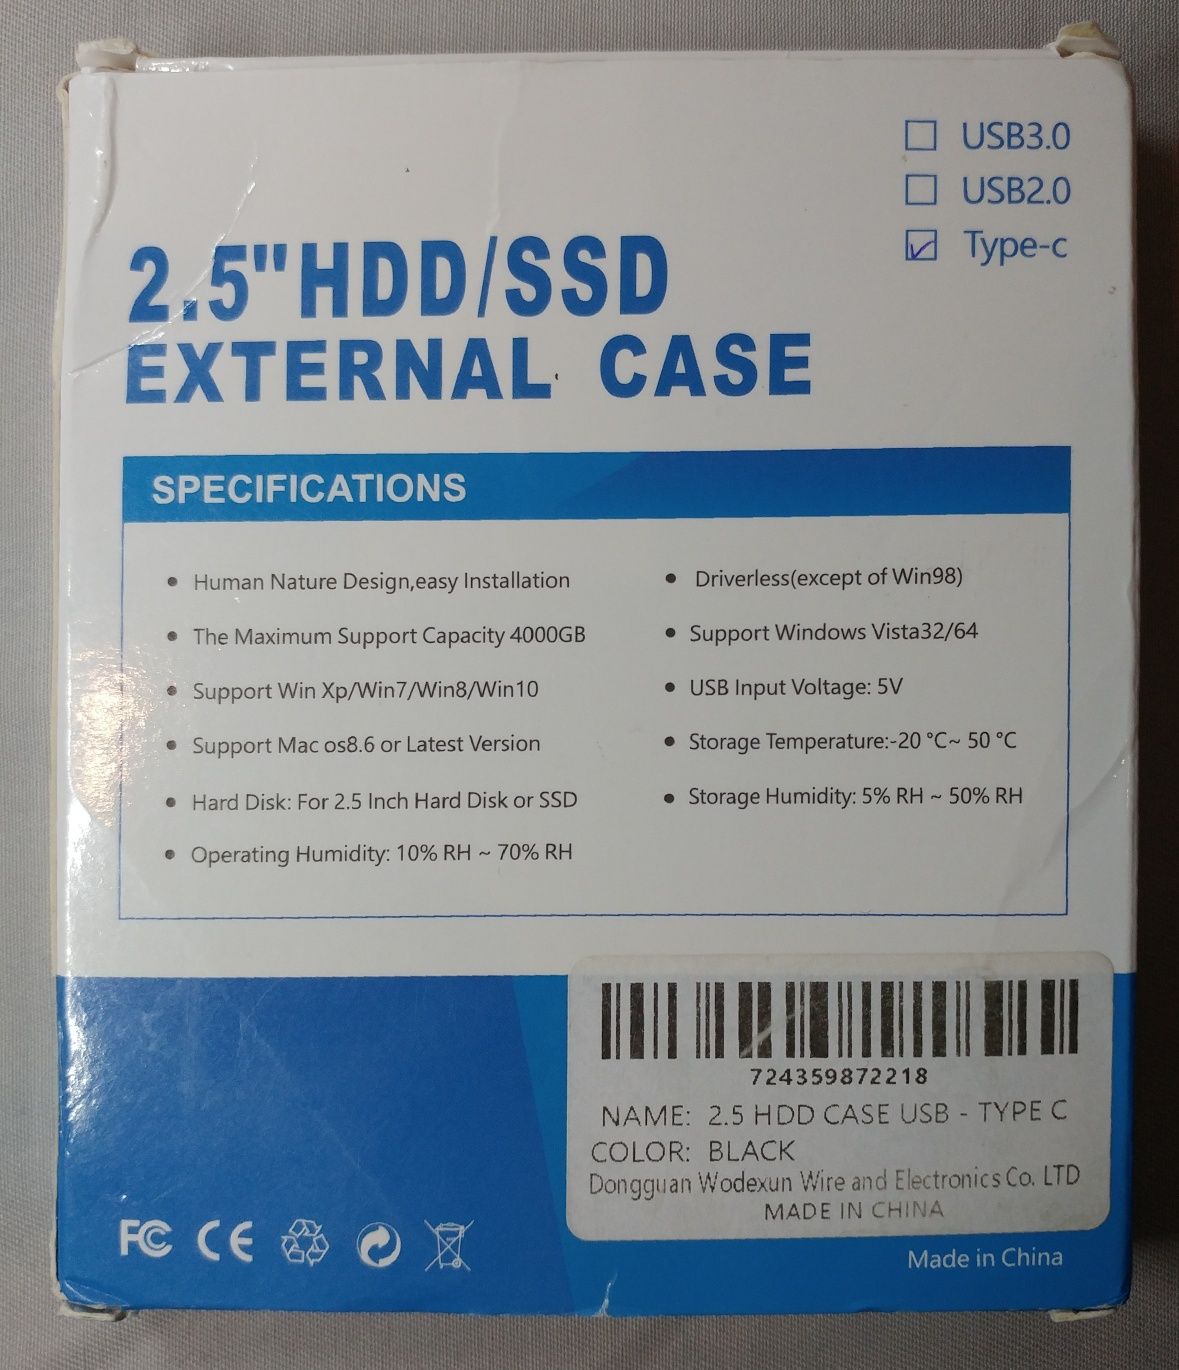 USB3.0
USB2.0
Type-c
2.5"HDD/SSD
EXTERNAL CASE
SPECIFICATIONS
Human Nature Design,easy Installation
The Maximum Support Capacity 4000GB
Support Win Xp/Win7/Win8/Win10
Support Mac os8.6 or Latest Version
Hard Disk: For 2.5 Inch Hard Disk or SSD
Operating Humidity: 10% RH ~ 70% RH
Driverless(except of Win98)
Support Windows Vista32/64
USB Input Voltage: 5V
Storage Temperature:-20 °C~ 50 °C
Storage Humidity: 5% RH ~ 50% RH
724359872218
NAME: 2.5 HDD CASE USB - TYPE C
COLOR: BLACK
Dongguan Wodexun Wire and Electronics Co. LTD
MADE IN CHINA
FC CE
Made in China